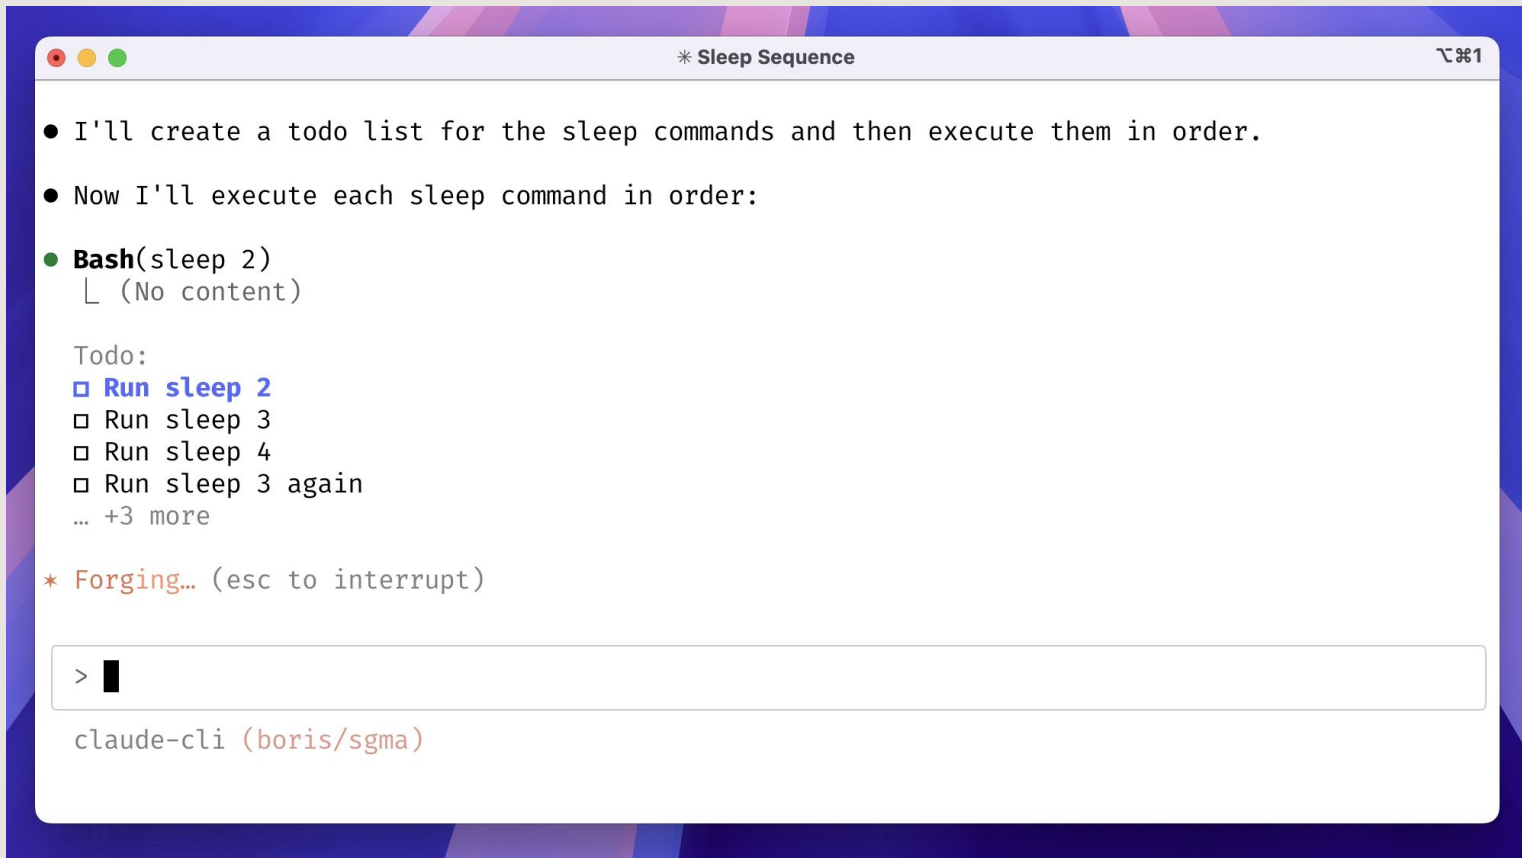 ✳ Sleep Sequence
⌥⌘1
● I'll create a todo list for the sleep commands and then execute them in order.
● Now I'll execute each sleep command in order:
● Bash(sleep 2)
⎿ (No content)
Todo:
☐ Run sleep 2
☐ Run sleep 3
☐ Run sleep 4
☐ Run sleep 3 again
… +3 more
✶ Forging… (esc to interrupt)
>
claude-cli (boris/sgma)